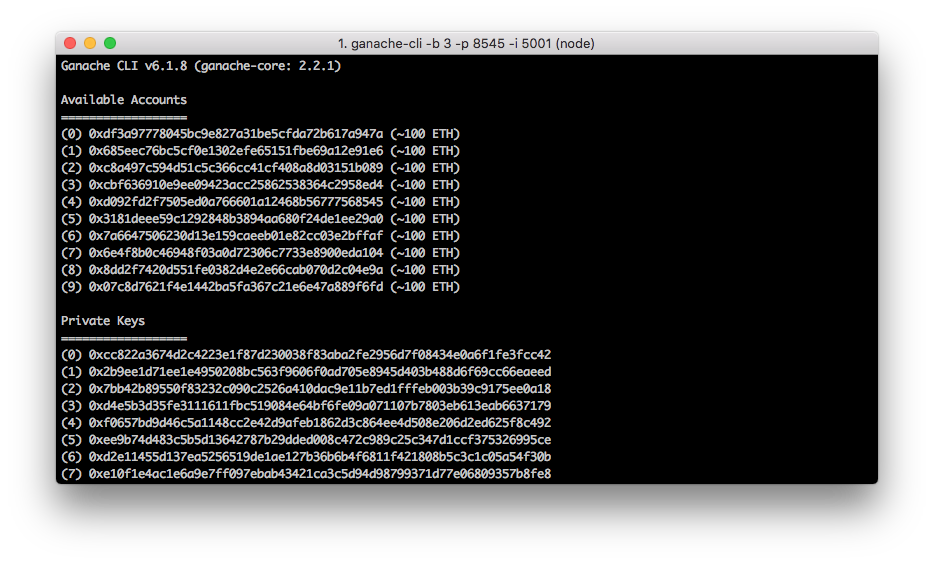 1. ganache-cli -b 3 -p 8545 -i 5001 (node)
Ganache CLI v6.1.8 (ganache-core: 2.2.1)
Available Accounts
==================
(0) 0xdf3a97778045bc9e827a31be5cfda72b617a947a (~100 ETH)
(1) 0x685eec76bc5cf0e1302efe65151fbe69a12e91e6 (~100 ETH)
(2) 0xc8a497c594d51c5c366cc41cf408a8d03151b089 (~100 ETH)
(3) 0xcbf636910e9ee09423acc25862538364c2958ed4 (~100 ETH)
(4) 0xd092fd2f7505ed0a766601a12468b56777568545 (~100 ETH)
(5) 0x3181deee59c1292848b3894aa680f24de1ee29a0 (~100 ETH)
(6) 0x7a6647506230d13e159caeeb01e82cc03e2bffaf (~100 ETH)
(7) 0x6e4f8b0c46948f03a0d72306c7733e8900eda104 (~100 ETH)
(8) 0x8dd2f7420d551fe0382d4e2e66cab070d2c04e9a (~100 ETH)
(9) 0x07c8d7621f4e1442ba5fa367c21e6e47a889f6fd (~100 ETH)
Private Keys
==================
(0) 0xcc822a3674d2c4223e1f87d230038f83aba2fe2956d7f08434e0a6f1fe3fcc42
(1) 0x2b9ee1d71ee1e4950208bc563f9606f0ad705e8945d403b488d6f69cc66eaeed
(2) 0x7bb42b89550f83232c090c2526a410dac9e11b7ed1fffeb003b39c9175ee0a18
(3) 0xd4e5b3d35fe3111611fbc519084e64bf6fe09a071107b7803eb613eab6637179
(4) 0xf0657bd9d46c5a1148cc2e42d9afeb1862d3c864ee4d508e206d2ed625f8c492
(5) 0xee9b74d483c5b5d13642787b29dded008c472c989c25c347d1ccf375326995ce
(6) 0xd2e11455d137ea5256519de1ae127b36b6b4f6811f421808b5c3c1c05a54f30b
(7) 0xe10f1e4ac1e6a9e7ff097ebab43421ca3c5d94d98799371d77e06809357b8fe8